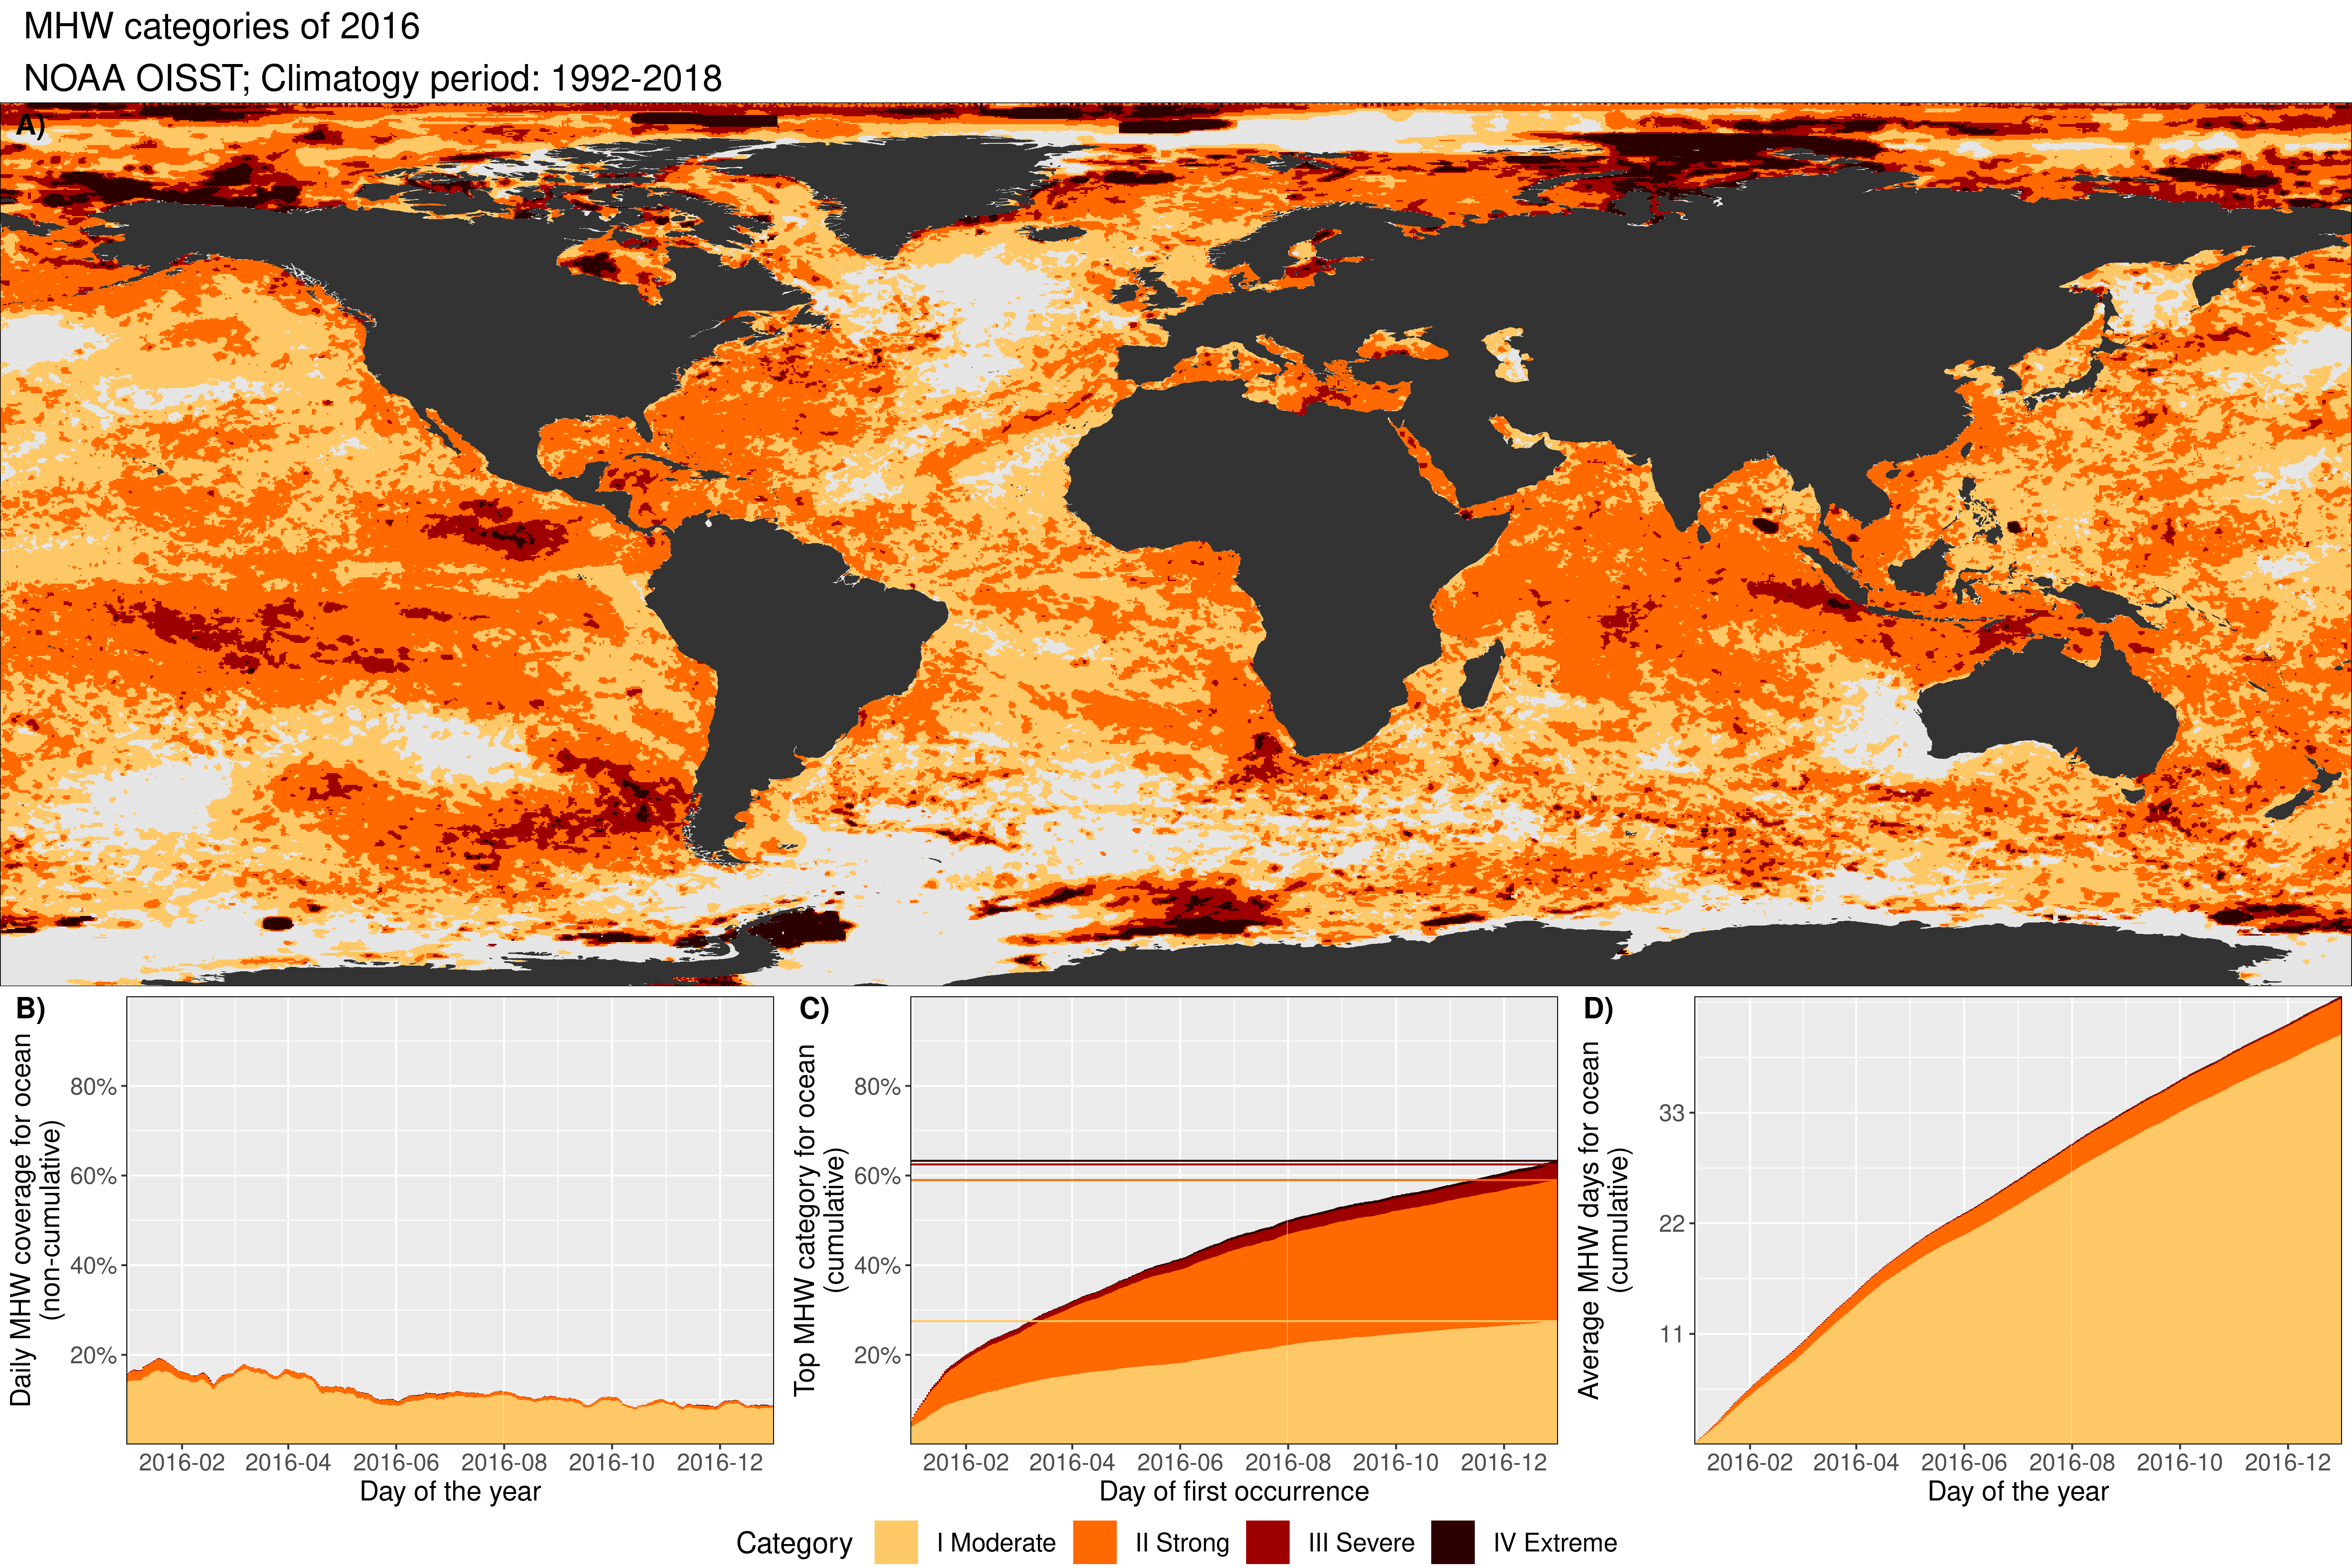 MHW categories of 2016
NOAA OISST; Climatogy period: 1992-2018
A)
B)
Daily MHW coverage for ocean
(non-cumulative)
80%
60%
40%
20%
2016-02 2016-04 2016-06 2016-08 2016-10 2016-12
Day of the year
C)
Top MHW category for ocean
(cumulative)
80%
60%
40%
20%
2016-02 2016-04 2016-06 2016-08 2016-10 2016-12
Day of first occurrence
D)
Average MHW days for ocean
(cumulative)
33
22
11
2016-02 2016-04 2016-06 2016-08 2016-10 2016-12
Day of the year
Category I Moderate II Strong III Severe IV Extreme